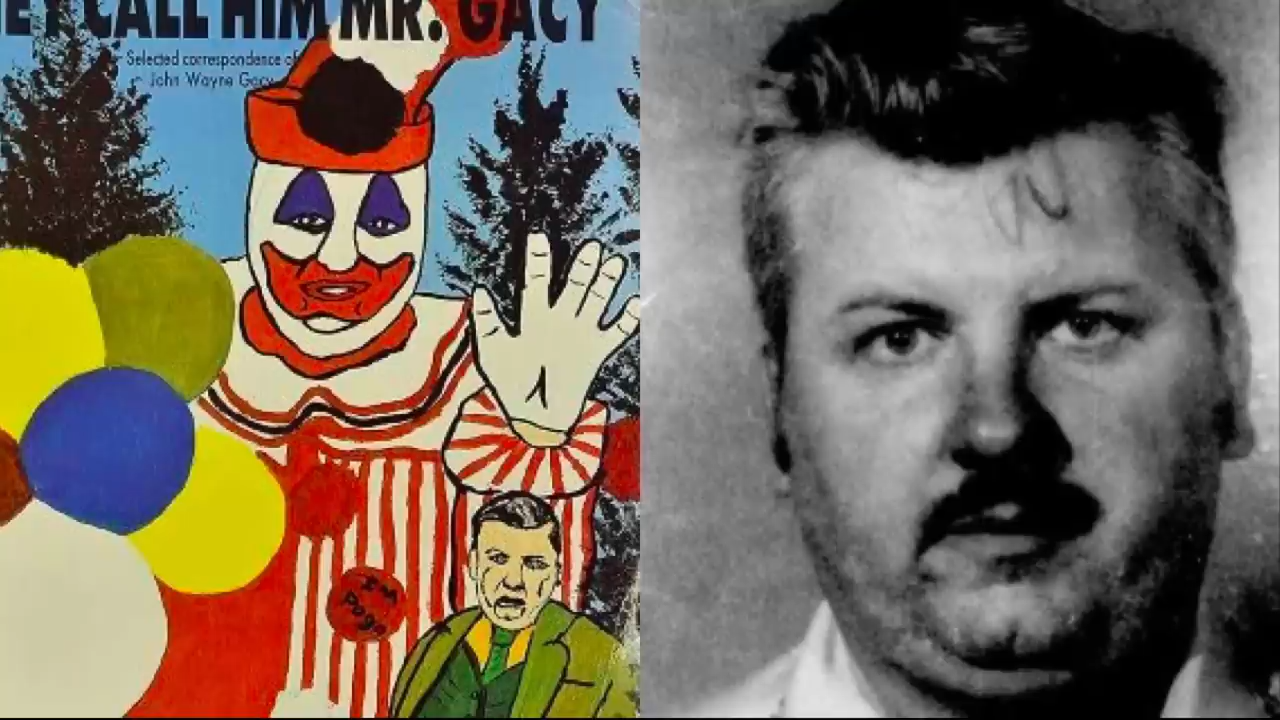 EY CALL HIM MR. GACY
Selected correspondence of
John Wayne Gacy
I'M
Pogo